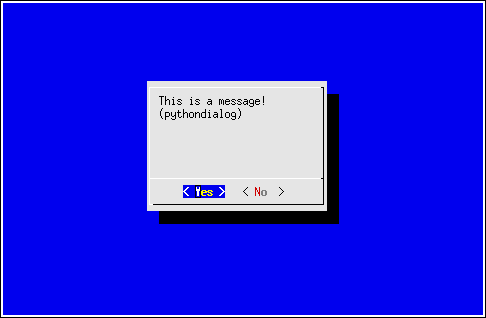 This is a message!
(pythondialog)
< Yes > < No >